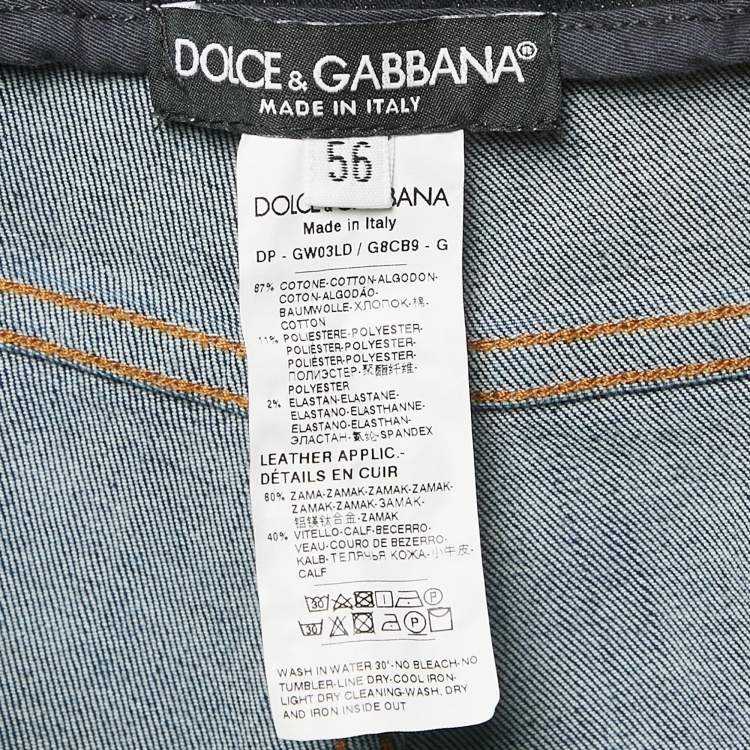 DOLCE & GABBANA®
MADE IN ITALY
56
DOLCE & GABBANA
Made in Italy
DP - GW03LD / G8CB9 - G
87% COTONE-COTTON-ALGODON-
COTON-ALGODÃO-
BAUMWOLLE-ХЛОПОК-棉-
COTTON
11% POLIESTERE-POLYESTER-
POLIÉSTER-POLYESTER-
POLIÉSTER-POLYESTER-
ПОЛИЭСТЕР-聚酯纤维-
POLYESTER
2% ELASTAN-ELASTANE-
ELASTANO-ELASTHANNE-
ELASTANO-ELASTHAN-
ЭЛАСТАН-氨纶-SPANDEX
LEATHER APPLIC.-
DÉTAILS EN CUIR
60% ZAMA-ZAMAK-ZAMAK-ZAMAK-
ZAMAK-ZAMAK-ЗАМАК-
铝镁钛合金-ZAMAK
40% VITELLO-CALF-BECERRO-
VEAU-COURO DE BEZERRO-
KALB-ТЕЛЯЧЬЯ КОЖА-小牛皮-
CALF
30 P
30 P
WASH IN WATER 30°-NO BLEACH-NO
TUMBLER-LINE DRY-COOL IRON-
LIGHT DRY CLEANING-WASH, DRY
AND IRON INSIDE OUT